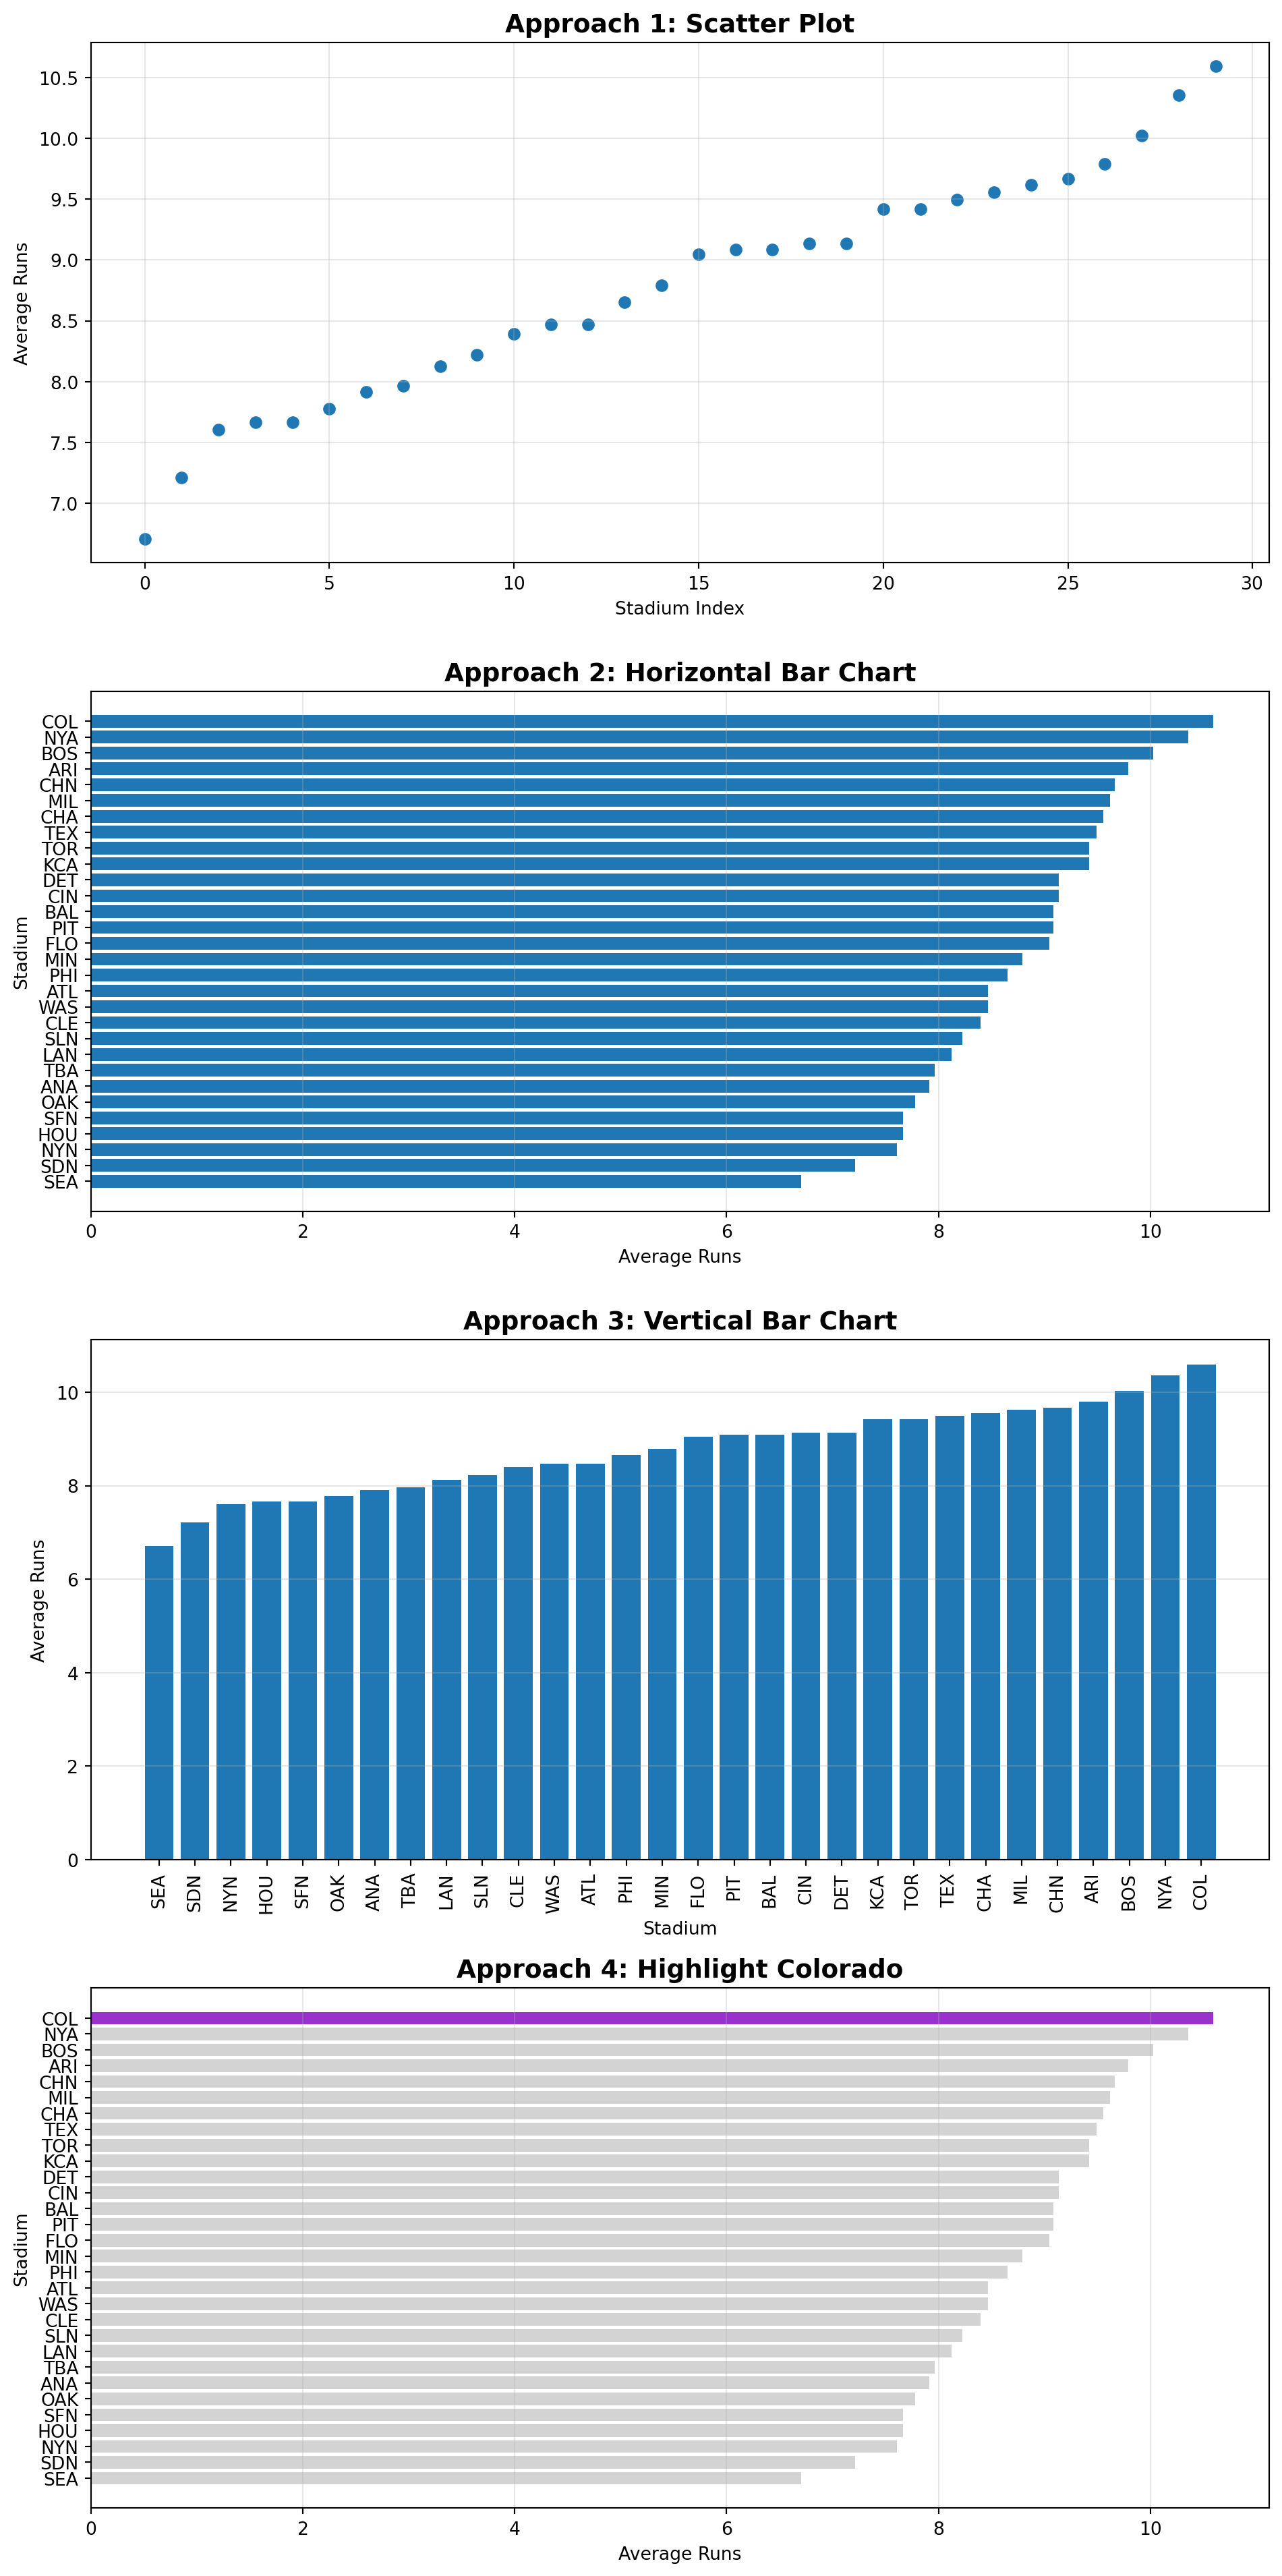 Approach 1: Scatter Plot
10.5
10.0
9.5
9.0
8.5
8.0
7.5
7.0
Average Runs
0 5 10 15 20 25 30
Stadium Index
Approach 2: Horizontal Bar Chart
COL
NYA
BOS
ARI
CHN
MIL
CHA
TEX
TOR
KCA
DET
CIN
BAL
PIT
FLO
MIN
PHI
ATL
WAS
CLE
SLN
LAN
TBA
ANA
OAK
SFN
HOU
NYN
SDN
SEA
Stadium
0 2 4 6 8 10
Average Runs
Approach 3: Vertical Bar Chart
10
8
6
4
2
0
Average Runs
SEA SDN NYN HOU SFN OAK ANA TBA LAN SLN CLE WAS ATL PHI MIN FLO PIT BAL CIN DET KCA TOR TEX CHA MIL CHN ARI BOS NYA COL
Stadium
Approach 4: Highlight Colorado
COL
NYA
BOS
ARI
CHN
MIL
CHA
TEX
TOR
KCA
DET
CIN
BAL
PIT
FLO
MIN
PHI
ATL
WAS
CLE
SLN
LAN
TBA
ANA
OAK
SFN
HOU
NYN
SDN
SEA
Stadium
0 2 4 6 8 10
Average Runs